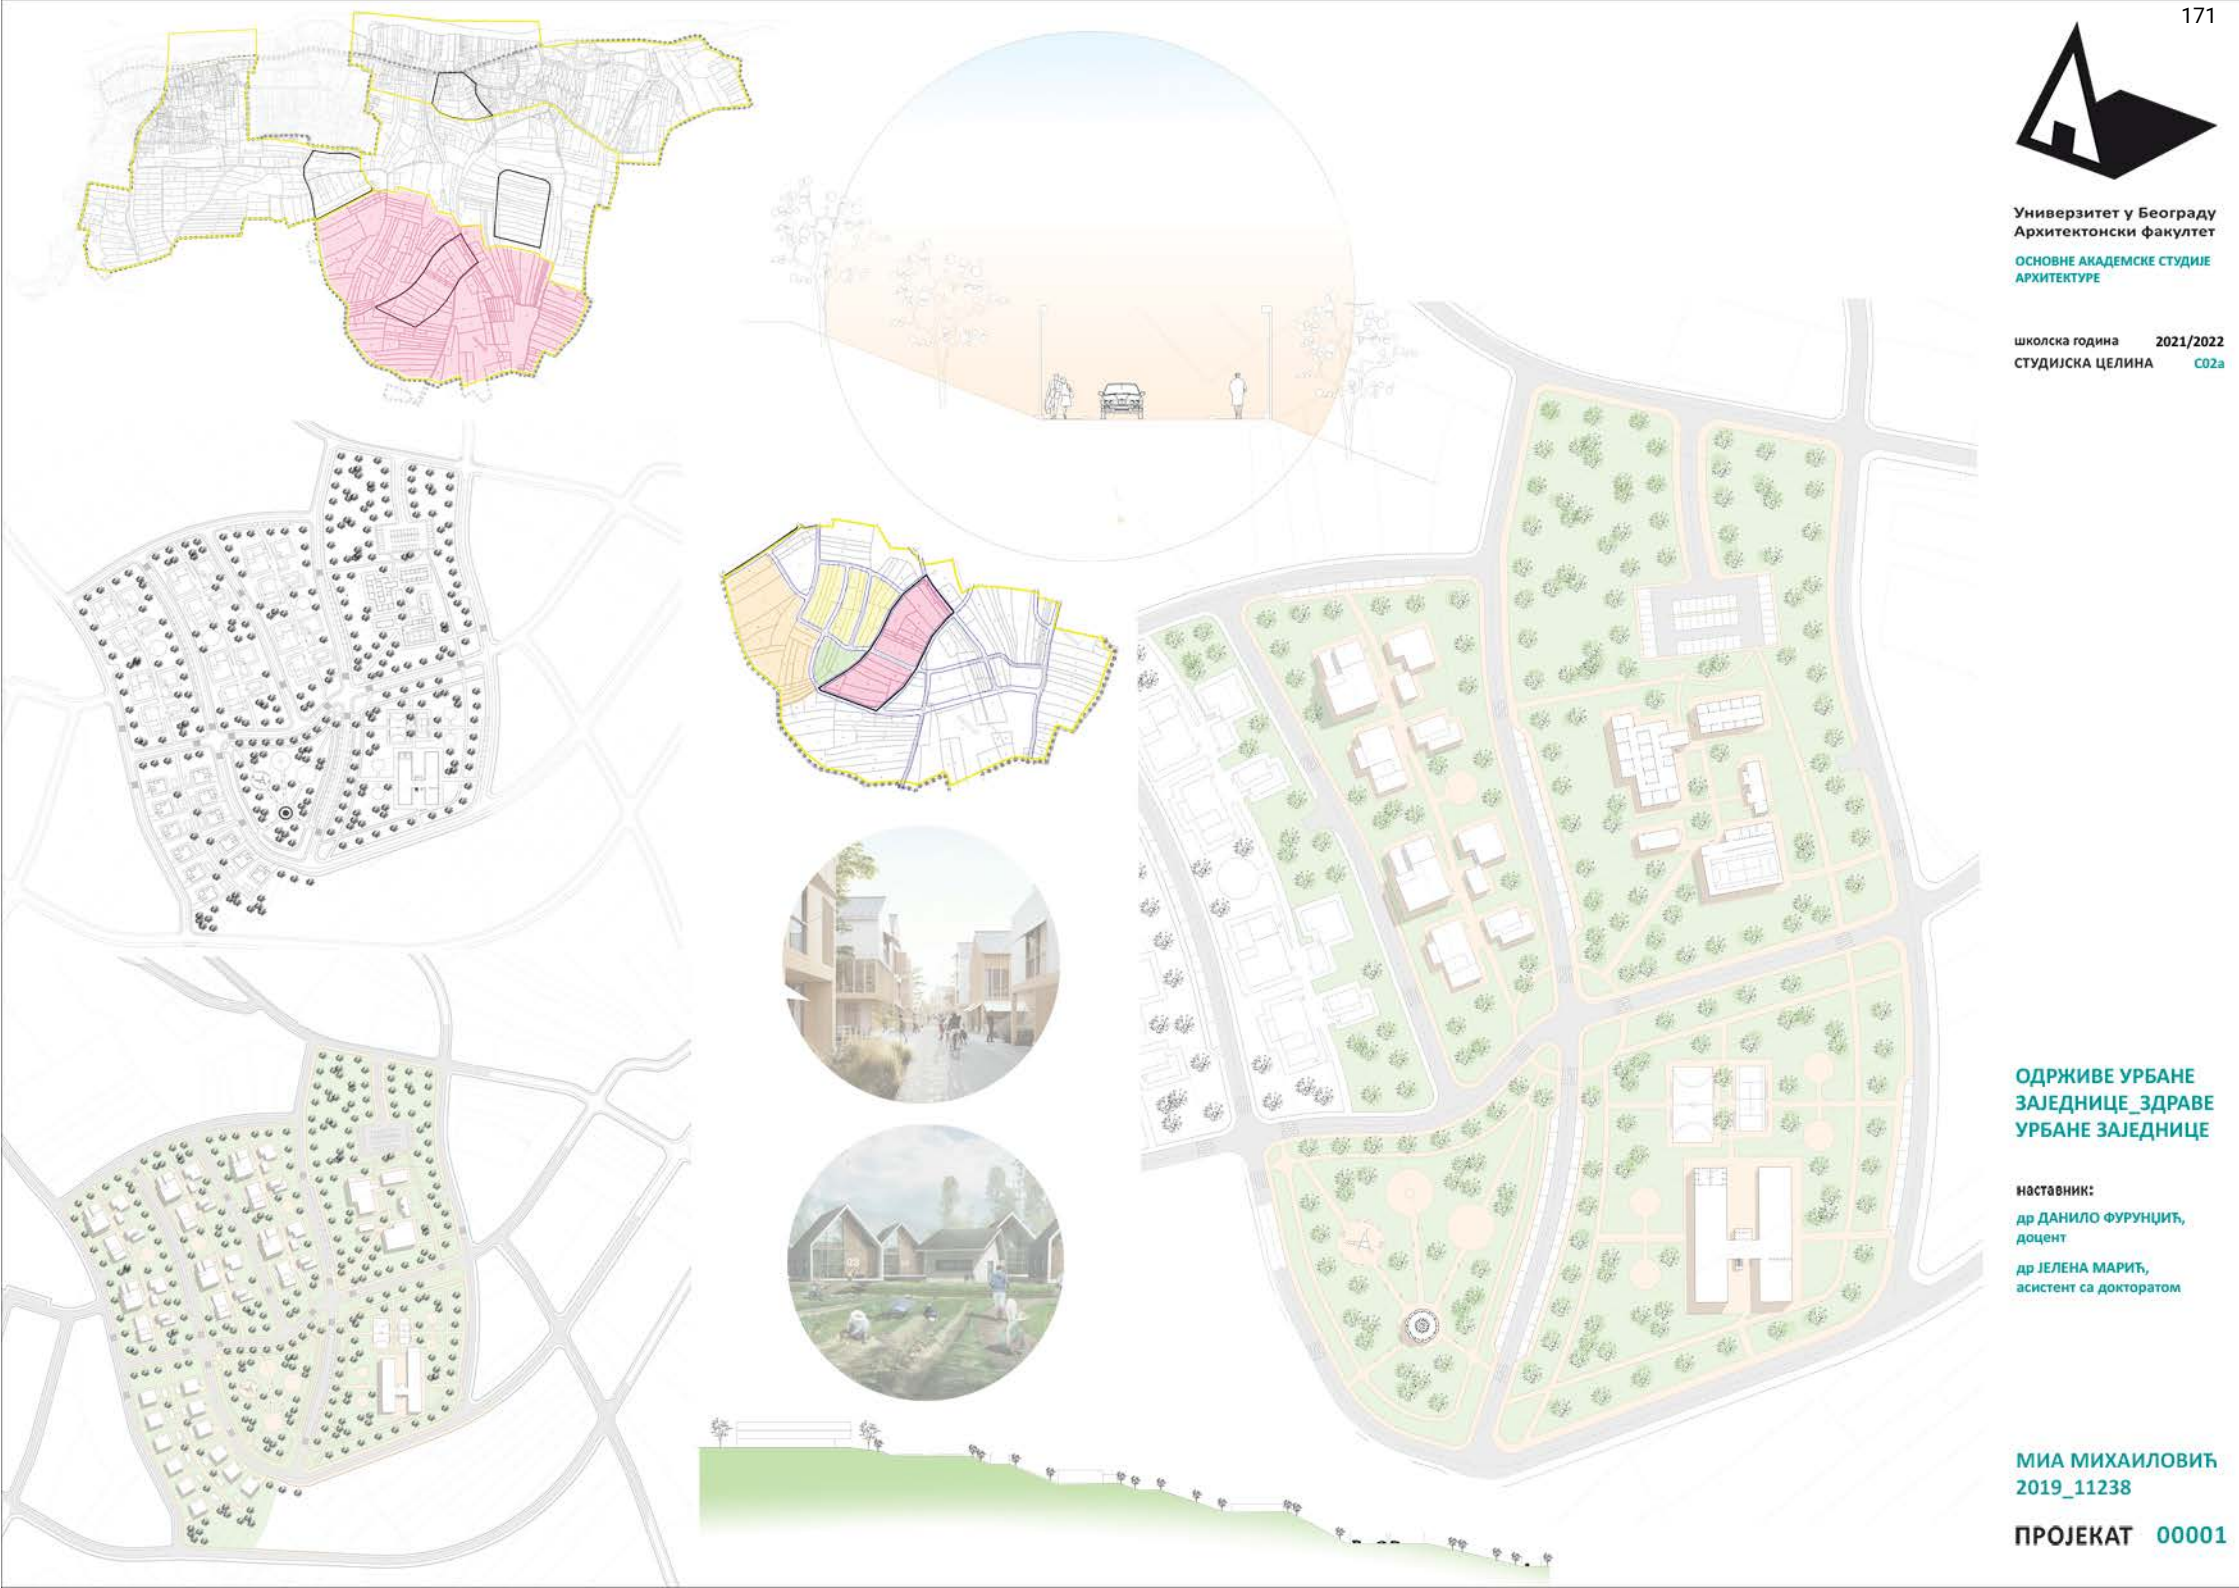 171
Универзитет у Београду
Архитектонски факултет
ОСНОВНЕ АКАДЕМСКЕ СТУДИЈЕ
АРХИТЕКТУРЕ
школска година 2021/2022
СТУДИЈСКА ЦЕЛИНА С02а
ОДРЖИВЕ УРБАНЕ
ЗАЈЕДНИЦЕ_ЗДРАВЕ
УРБАНЕ ЗАЈЕДНИЦЕ
наставник:
др ДАНИЛО ФУРУНЏИЋ,
доцент
др ЈЕЛЕНА МАРИЋ,
асистент са докторатом
МИА МИХАИЛОВИЋ
2019_11238
ПРОЈЕКАТ 00001